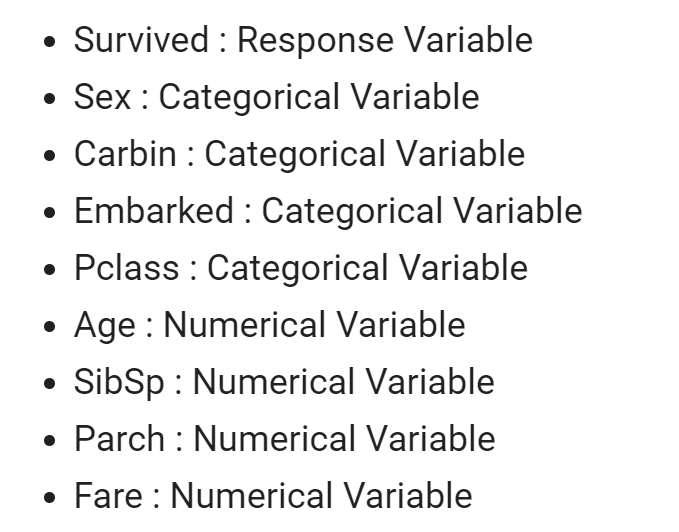 • Survived : Response Variable
• Sex : Categorical Variable
• Carbin : Categorical Variable
• Embarked : Categorical Variable
• Pclass : Categorical Variable
• Age : Numerical Variable
• SibSp : Numerical Variable
• Parch : Numerical Variable
• Fare : Numerical Variable